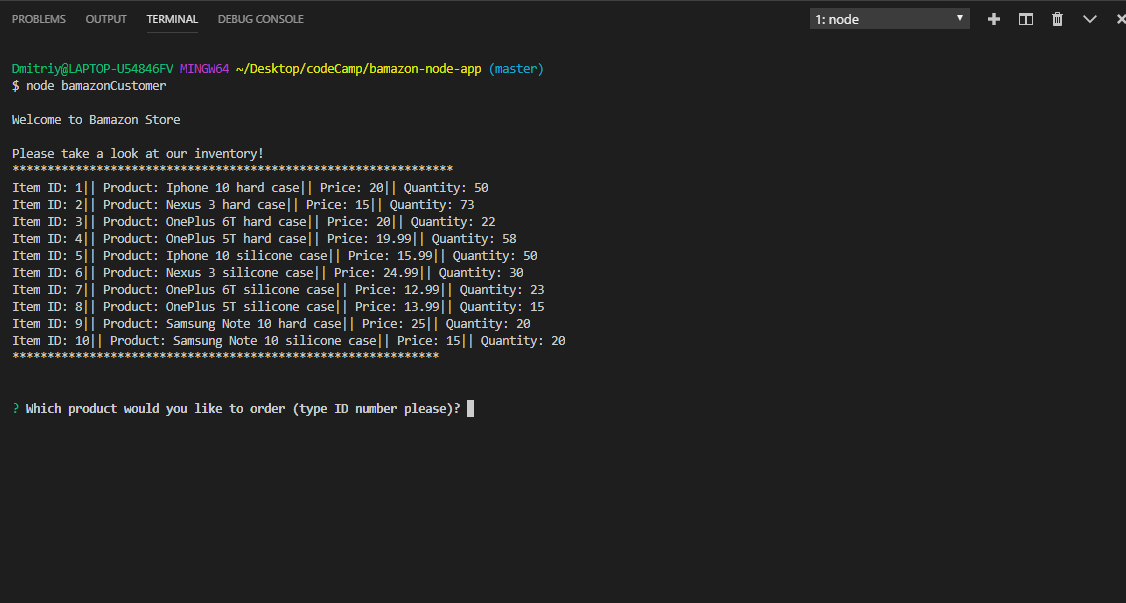 PROBLEMS OUTPUT TERMINAL DEBUG CONSOLE 1: node
Dmitriy@LAPTOP-U54846FV MINGW64 ~/Desktop/codeCamp/bamazon-node-app (master)
$ node bamazonCustomer
Welcome to Bamazon Store
Please take a look at our inventory!
***************************************************************
Item ID: 1|| Product: Iphone 10 hard case|| Price: 20|| Quantity: 50
Item ID: 2|| Product: Nexus 3 hard case|| Price: 15|| Quantity: 73
Item ID: 3|| Product: OnePlus 6T hard case|| Price: 20|| Quantity: 22
Item ID: 4|| Product: OnePlus 5T hard case|| Price: 19.99|| Quantity: 58
Item ID: 5|| Product: Iphone 10 silicone case|| Price: 15.99|| Quantity: 50
Item ID: 6|| Product: Nexus 3 silicone case|| Price: 24.99|| Quantity: 30
Item ID: 7|| Product: OnePlus 6T silicone case|| Price: 12.99|| Quantity: 23
Item ID: 8|| Product: OnePlus 5T silicone case|| Price: 13.99|| Quantity: 15
Item ID: 9|| Product: Samsung Note 10 hard case|| Price: 25|| Quantity: 20
Item ID: 10|| Product: Samsung Note 10 silicone case|| Price: 15|| Quantity: 20
*************************************************************
? Which product would you like to order (type ID number please)?